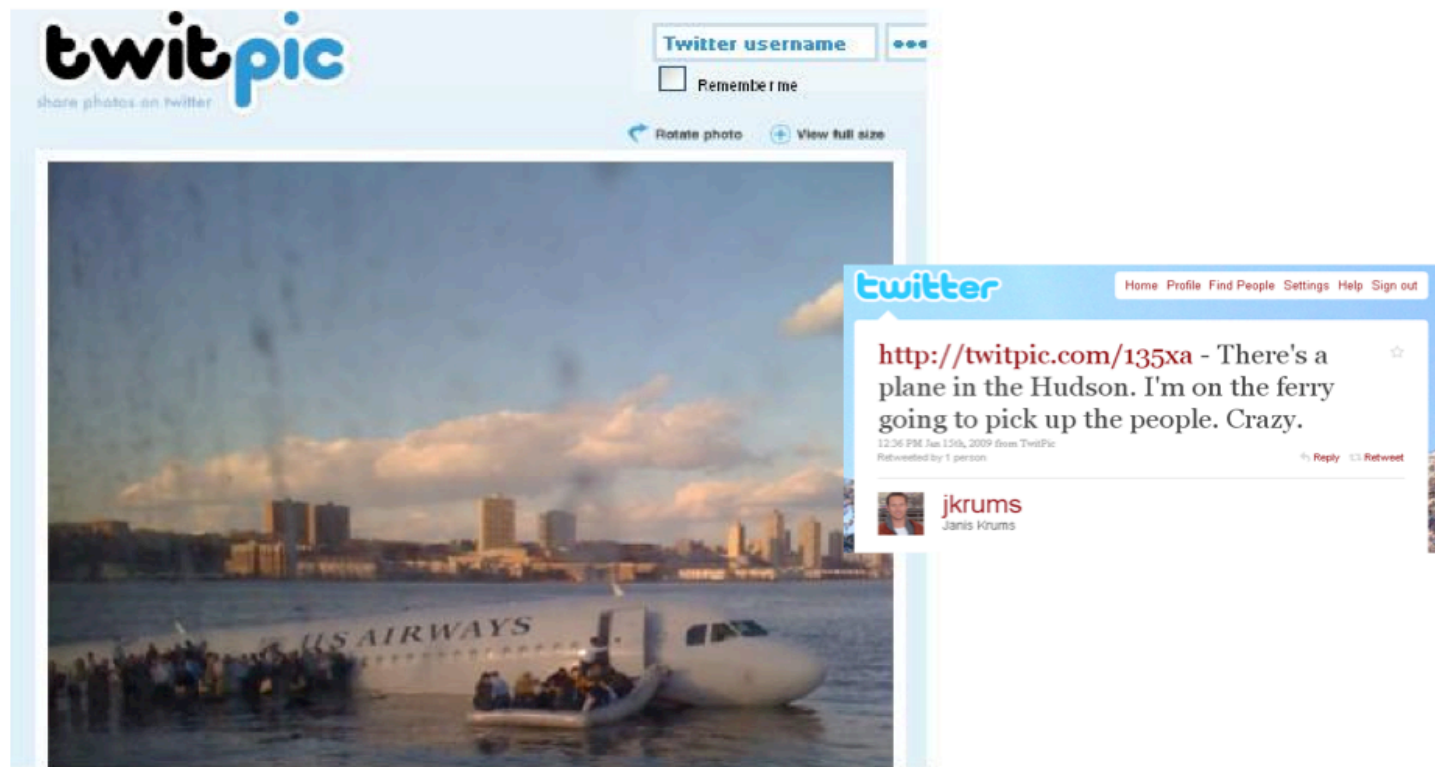 twitpic
share photos on twitter
Twitter username
Remember me
Rotate photo
View full size
US AIRWAYS
twitter
Home Profile Find People Settings Help Sign out
http://twitpic.com/135xa - There's a
plane in the Hudson. I'm on the ferry
going to pick up the people. Crazy.
12:36 PM Jan 15th, 2009 from TwitPic
Retweeted by 1 person
Reply Retweet
jkrums
Janis Krums